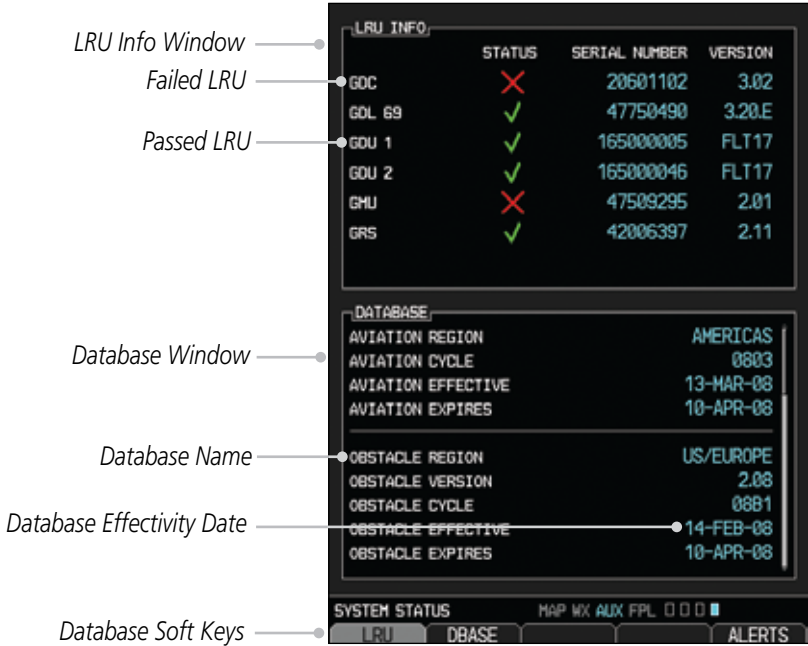 LRU Info Window
Failed LRU
Passed LRU
Database Window
Database Name
Database Effectivity Date
Database Soft Keys
LRU INFO
STATUS SERIAL NUMBER VERSION
GDC 20601102 3.02
GDL 69 47750490 3.20.E
GDU 1 165000005 FLT17
GDU 2 165000046 FLT17
GMU 47509295 2.01
GRS 42006397 2.11
DATABASE
AVIATION REGION AMERICAS
AVIATION CYCLE 0803
AVIATION EFFECTIVE 13-MAR-08
AVIATION EXPIRES 10-APR-08
OBSTACLE REGION US/EUROPE
OBSTACLE VERSION 2.08
OBSTACLE CYCLE 08B1
OBSTACLE EFFECTIVE 14-FEB-08
OBSTACLE EXPIRES 10-APR-08
SYSTEM STATUS MAP WX AUX FPL
LRU DBASE ALERTS